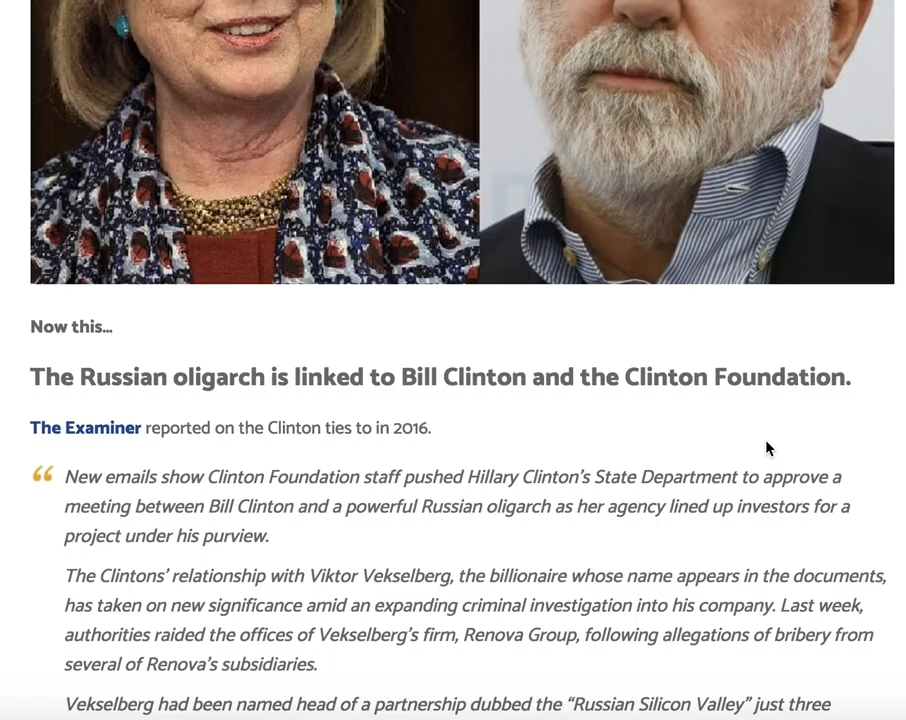 Now this...
The Russian oligarch is linked to Bill Clinton and the Clinton Foundation.
The Examiner reported on the Clinton ties to in 2016.
“ New emails show Clinton Foundation staff pushed Hillary Clinton's State Department to approve a
meeting between Bill Clinton and a powerful Russian oligarch as her agency lined up investors for a
project under his purview.
The Clintons' relationship with Viktor Vekselberg, the billionaire whose name appears in the documents,
has taken on new significance amid an expanding criminal investigation into his company. Last week,
authorities raided the offices of Vekselberg's firm, Renova Group, following allegations of bribery from
several of Renova's subsidiaries.
Vekselberg had been named head of a partnership dubbed the “Russian Silicon Valley” just three